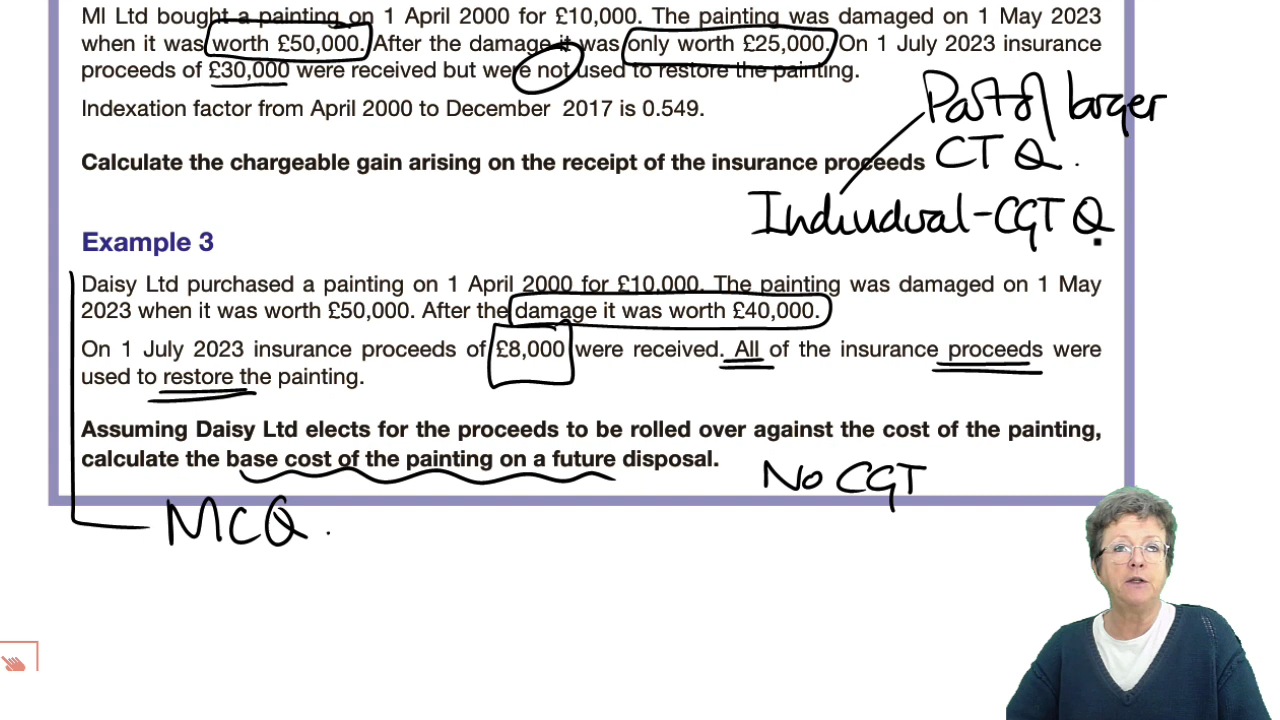 MI Ltd bought a painting on 1 April 2000 for £10,000. The painting was damaged on 1 May 2023
when it was worth £50,000. After the damage it was only worth £25,000. On 1 July 2023 insurance
proceeds of £30,000 were received but were not used to restore the painting.
Indexation factor from April 2000 to December 2017 is 0.549.
Part of larger
CT Q.
Calculate the chargeable gain arising on the receipt of the insurance proceeds
Individual-CGT Q.
Example 3
Daisy Ltd purchased a painting on 1 April 2000 for £10,000. The painting was damaged on 1 May
2023 when it was worth £50,000. After the damage it was worth £40,000.
On 1 July 2023 insurance proceeds of £8,000 were received. All of the insurance proceeds were
used to restore the painting.
Assuming Daisy Ltd elects for the proceeds to be rolled over against the cost of the painting,
calculate the base cost of the painting on a future disposal.
No CGT
MCQ.